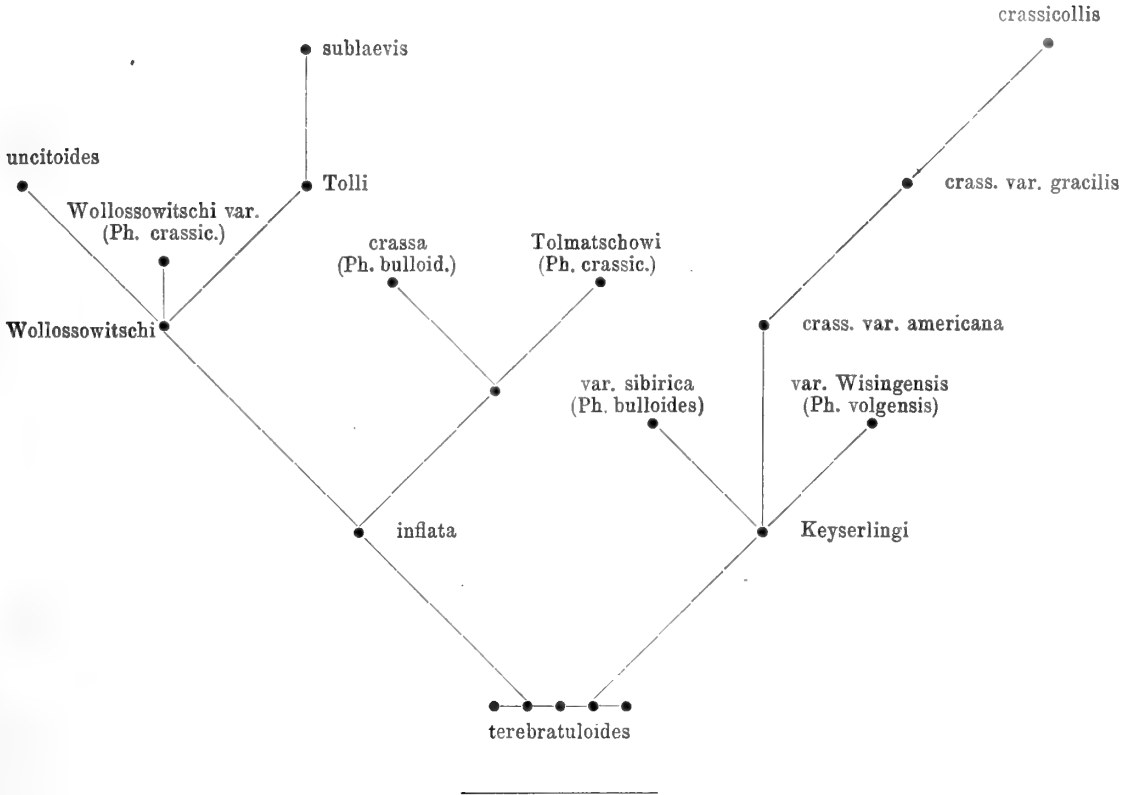 crassicollis
sublaevis
uncitoides
Tolli
crass. var. gracilis
Wollossowitschi var.
(Ph. crassic.)
crassa
(Ph. bulloid.)
Tolmatschowi
(Ph. crassic.)
Wollossowitschi
crass. var. americana
var. sibirica
(Ph. bulloides)
var. Wisingensis
(Ph. volgensis)
inflata
Keyserlingi
terebratuloides